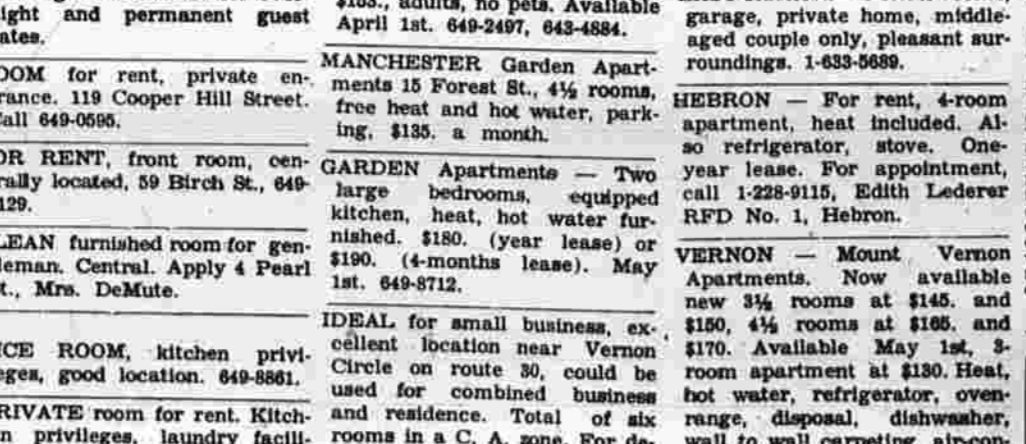 ight and permanent guest
ates.
OOM for rent, private en-
rance. 119 Cooper Hill Street.
all 649-0595.
OR RENT, front room, cen-
rally located, 59 Birch St., 649-
129.
LEAN furnished room for gen-
leman. Central. Apply 4 Pearl
t., Mrs. DeMute.
ICE ROOM, kitchen privi-
eges, good location. 649-8861.
RIVATE room for rent. Kitch-
n privileges, laundry facili-
$153., adults, no pets. Available
April 1st. 649-2497, 643-4884.
MANCHESTER Garden Apart-
ments 15 Forest St., 4½ rooms,
free heat and hot water, park-
ing, $135. a month.
GARDEN Apartments — Two
large bedrooms, equipped
kitchen, heat, hot water fur-
nished. $180. (year lease) or
$190. (4-months lease). May
1st. 649-8712.
IDEAL for small business, ex-
cellent location near Vernon
Circle on route 30, could be
used for combined business
and residence. Total of six
rooms in a C. A. zone. For de-
garage, private home, middle-
aged couple only, pleasant sur-
roundings. 1-633-5689.
HEBRON — For rent, 4-room
apartment, heat included. Al-
so refrigerator, stove. One-
year lease. For appointment,
call 1-228-9115, Edith Lederer
RFD No. 1, Hebron.
VERNON — Mount Vernon
Apartments. Now available
new 3½ rooms at $145. and
$150, 4½ rooms at $165. and
$170. Available May 1st, 3-
room apartment at $130. Heat,
hot water, refrigerator, oven-
range, disposal, dishwasher,
wall to wall carpeting